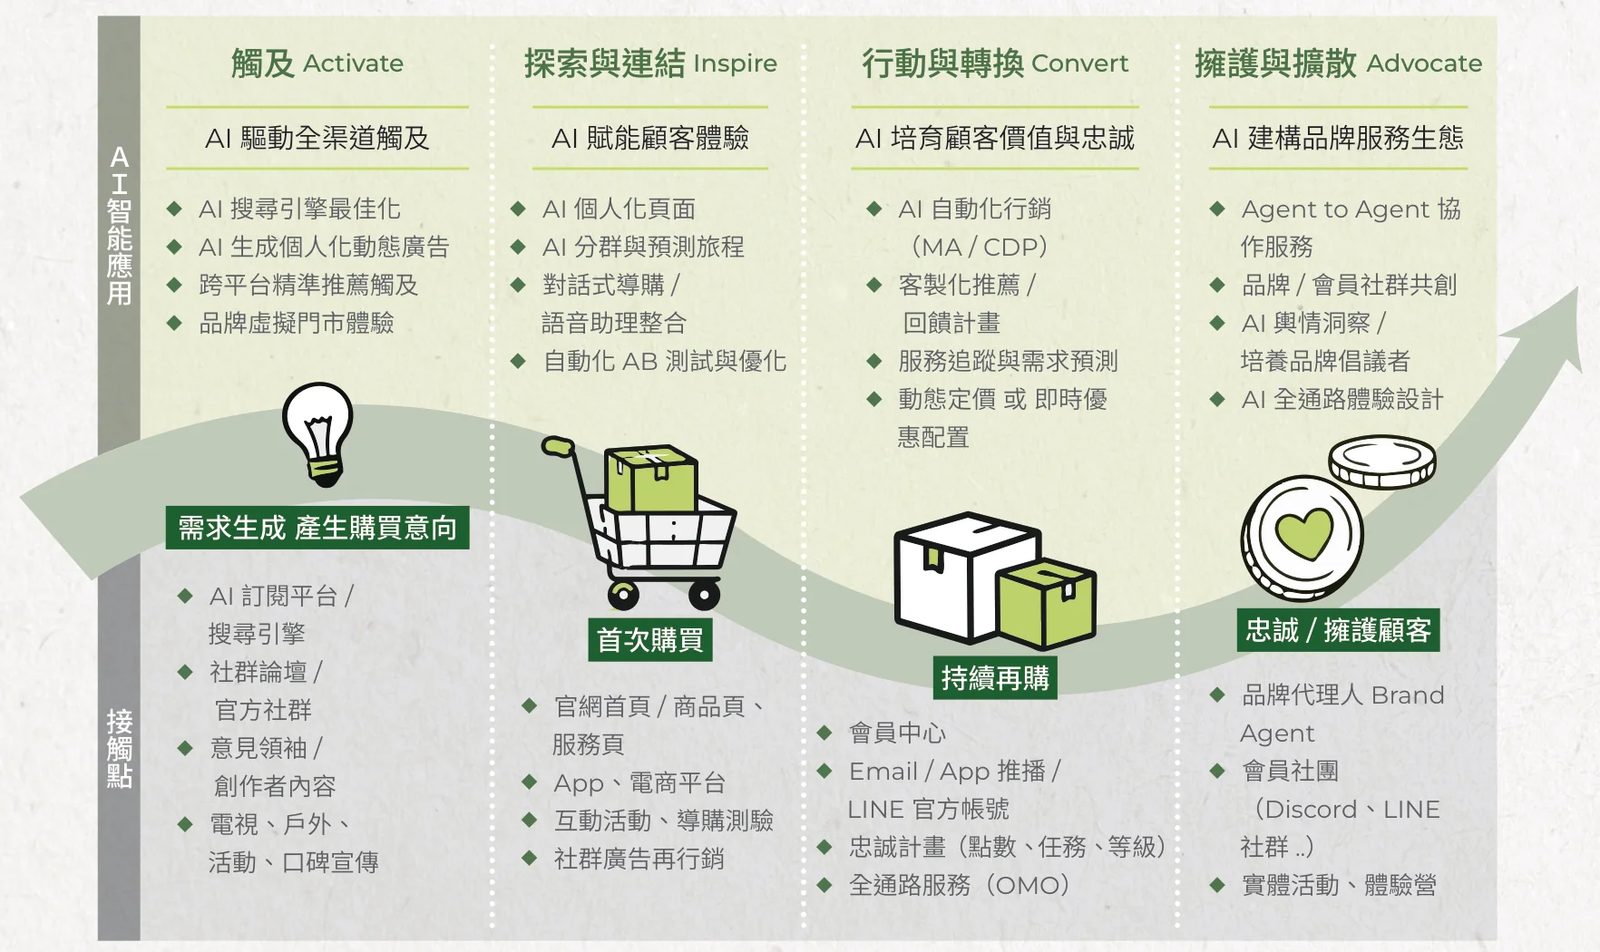 觸及 Activate
探索與連結 Inspire
行動與轉換 Convert
擁護與擴散 Advocate
AI智能應用
AI 驅動全渠道觸及
AI 搜尋引擎最佳化
AI 生成個人化動態廣告
跨平台精準推薦觸及
品牌虛擬門市體驗
AI 賦能顧客體驗
AI 個人化頁面
AI 分群與預測旅程
對話式導購 /
語音助理整合
自動化 AB 測試與優化
AI 培育顧客價值與忠誠
AI 自動化行銷
（MA / CDP）
客製化推薦 /
回饋計畫
服務追蹤與需求預測
動態定價 或 即時優
惠配置
AI 建構品牌服務生態
Agent to Agent 協
作服務
品牌 / 會員社群共創
AI 輿情洞察 /
培養品牌倡議者
AI 全通路體驗設計
需求生成 產生購買意向
首次購買
持續再購
忠誠 / 擁護顧客
接觸點
AI 訂閱平台 /
搜尋引擎
社群論壇 /
官方社群
意見領袖 /
創作者內容
電視、戶外、
活動、口碑宣傳
官網首頁 / 商品頁、
服務頁
App、電商平台
互動活動、導購測驗
社群廣告再行銷
會員中心
Email / App 推播 /
LINE 官方帳號
忠誠計畫（點數、任務、等級）
全通路服務（OMO）
品牌代理人 Brand
Agent
會員社團
（Discord、LINE
社群 ..）
實體活動、體驗營